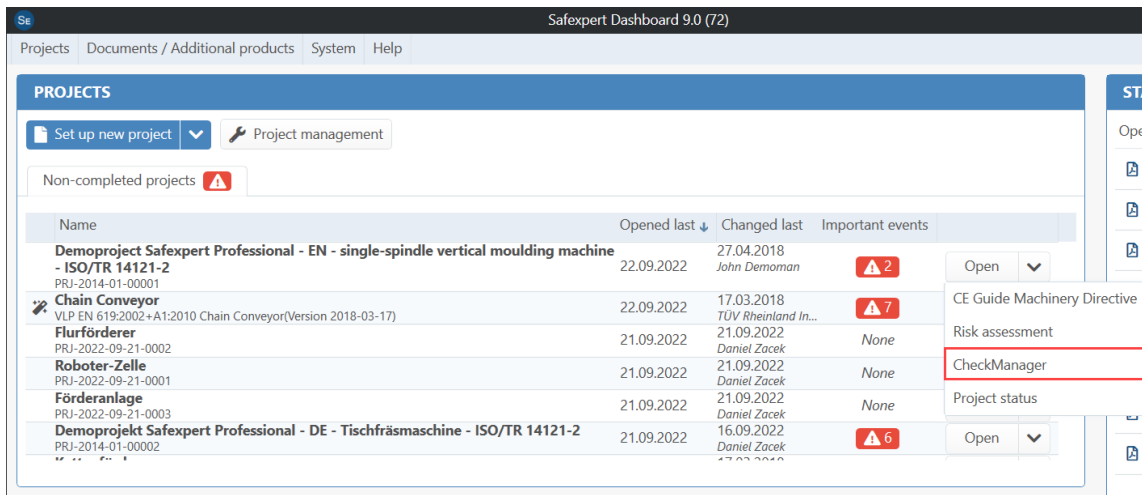 SE
Safexpert Dashboard 9.0 (72)
Projects Documents / Additional products System Help
PROJECTS
Set up new project
Project management
Non-completed projects
Name Opened last Changed last Important events
Demoproject Safexpert Professional - EN - single-spindle vertical moulding machine
- ISO/TR 14121-2
PRJ-2014-01-00001
22.09.2022
27.04.2018
John Demoman
2
Open
Chain Conveyor
VLP EN 619:2002+A1:2010 Chain Conveyor(Version 2018-03-17)
22.09.2022
17.03.2018
TÜV Rheinland In...
7
Flurförderer
PRJ-2022-09-21-0002
21.09.2022
21.09.2022
Daniel Zacek
None
Roboter-Zelle
PRJ-2022-09-21-0001
21.09.2022
21.09.2022
Daniel Zacek
None
Förderanlage
PRJ-2022-09-21-0003
21.09.2022
21.09.2022
Daniel Zacek
None
Demoprojekt Safexpert Professional - DE - Tischfräsmaschine - ISO/TR 14121-2
PRJ-2014-01-00002
21.09.2022
16.09.2022
Daniel Zacek
6
Open
CE Guide Machinery Directive
Risk assessment
CheckManager
Project status